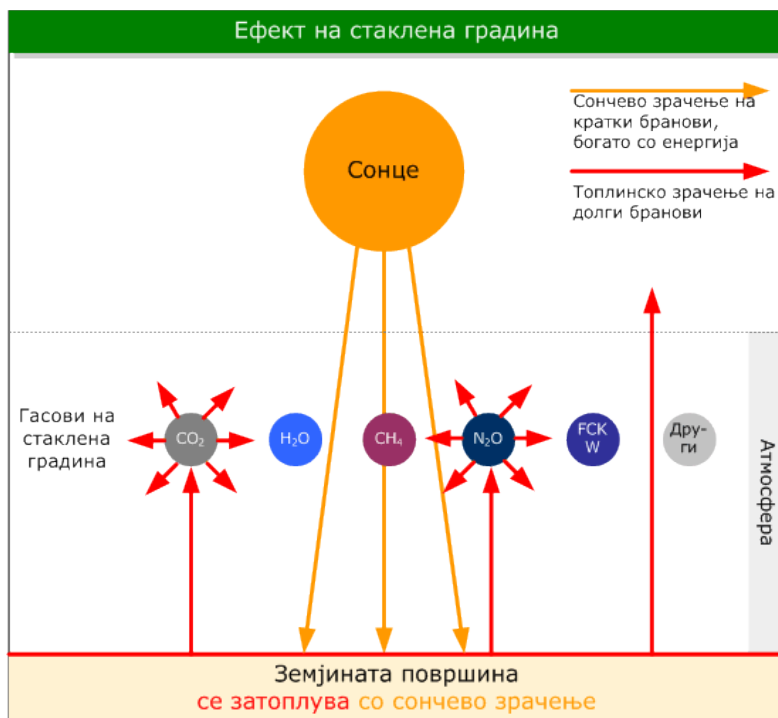 Ефект на стаклена градина
Сончево зрачење на
кратки бранови,
богато со енергија
Топлинско зрачење на
долги бранови
Сонце
Гасови на
стаклена
градина
CO₂
H₂O
CH₄
N₂O
FCK
W
Дру-
ги
Атмосфера
Земјината површина
се затоплува со сончево зрачење